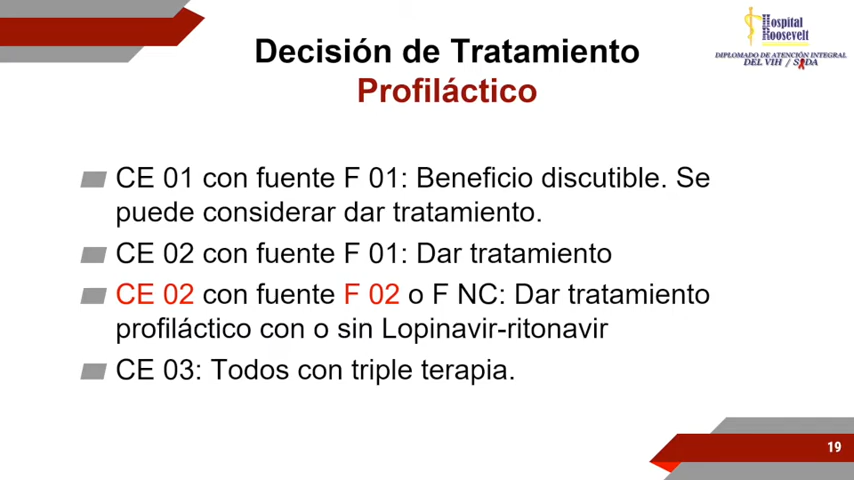 Hospital
Roosevelt
DIPLOMADO DE ATENCIÓN INTEGRAL
DEL VIH / SIDA
Decisión de Tratamiento
Profiláctico
CE 01 con fuente F 01: Beneficio discutible. Se
puede considerar dar tratamiento.
CE 02 con fuente F 01: Dar tratamiento
CE 02 con fuente F 02 o F NC: Dar tratamiento
profiláctico con o sin Lopinavir-ritonavir
CE 03: Todos con triple terapia.
19